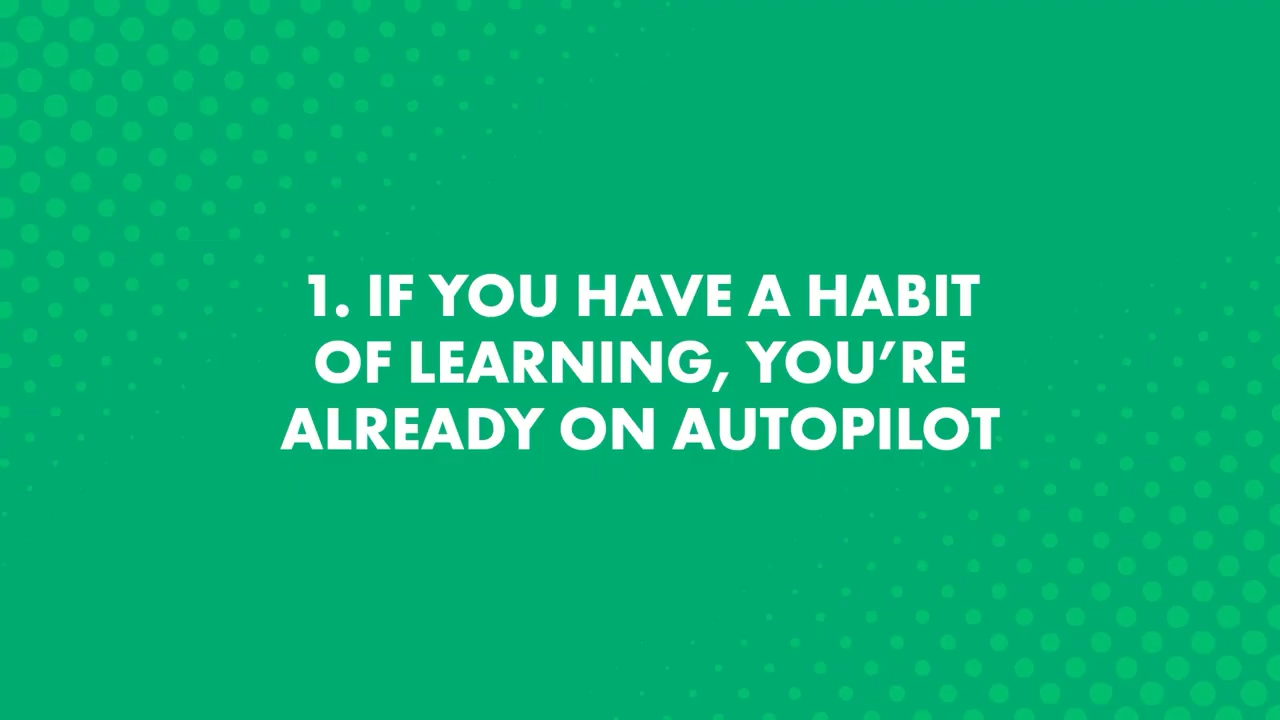 1. IF YOU HAVE A HABIT
OF LEARNING, YOU’RE
ALREADY ON AUTOPILOT